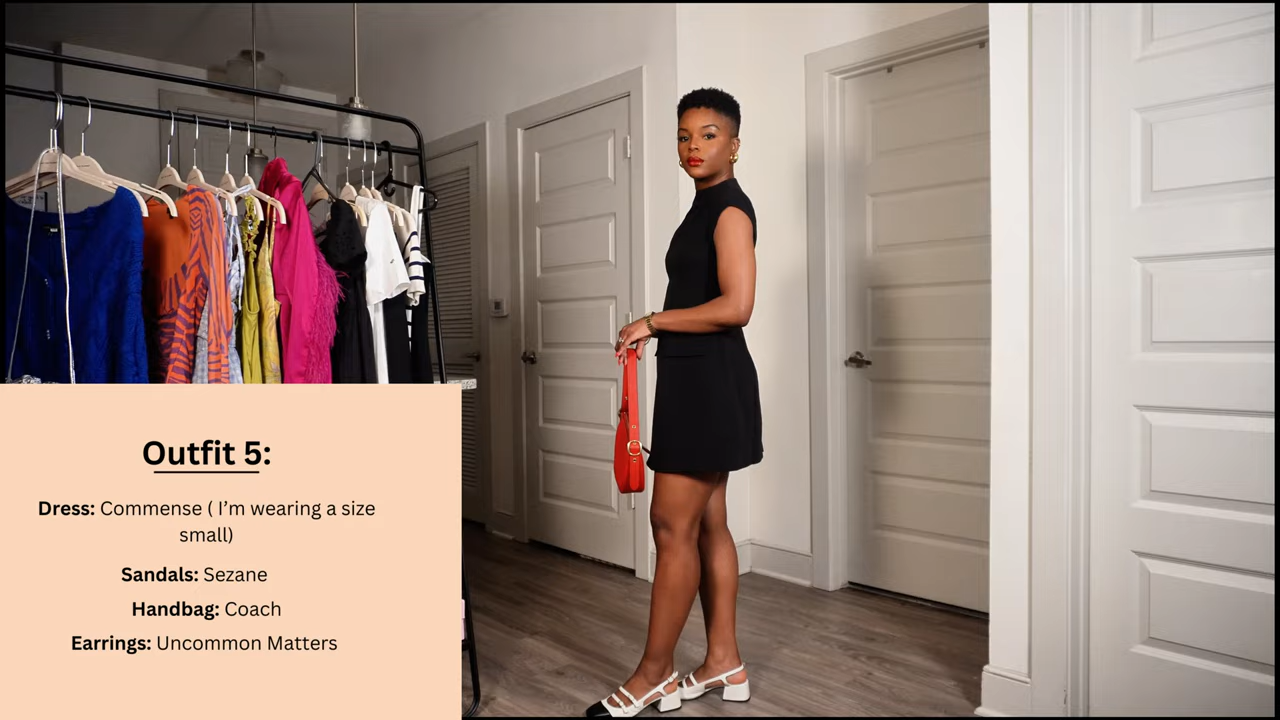 Outfit 5:
Dress: Commense ( I’m wearing a size
small)
Sandals: Sezane
Handbag: Coach
Earrings: Uncommon Matters